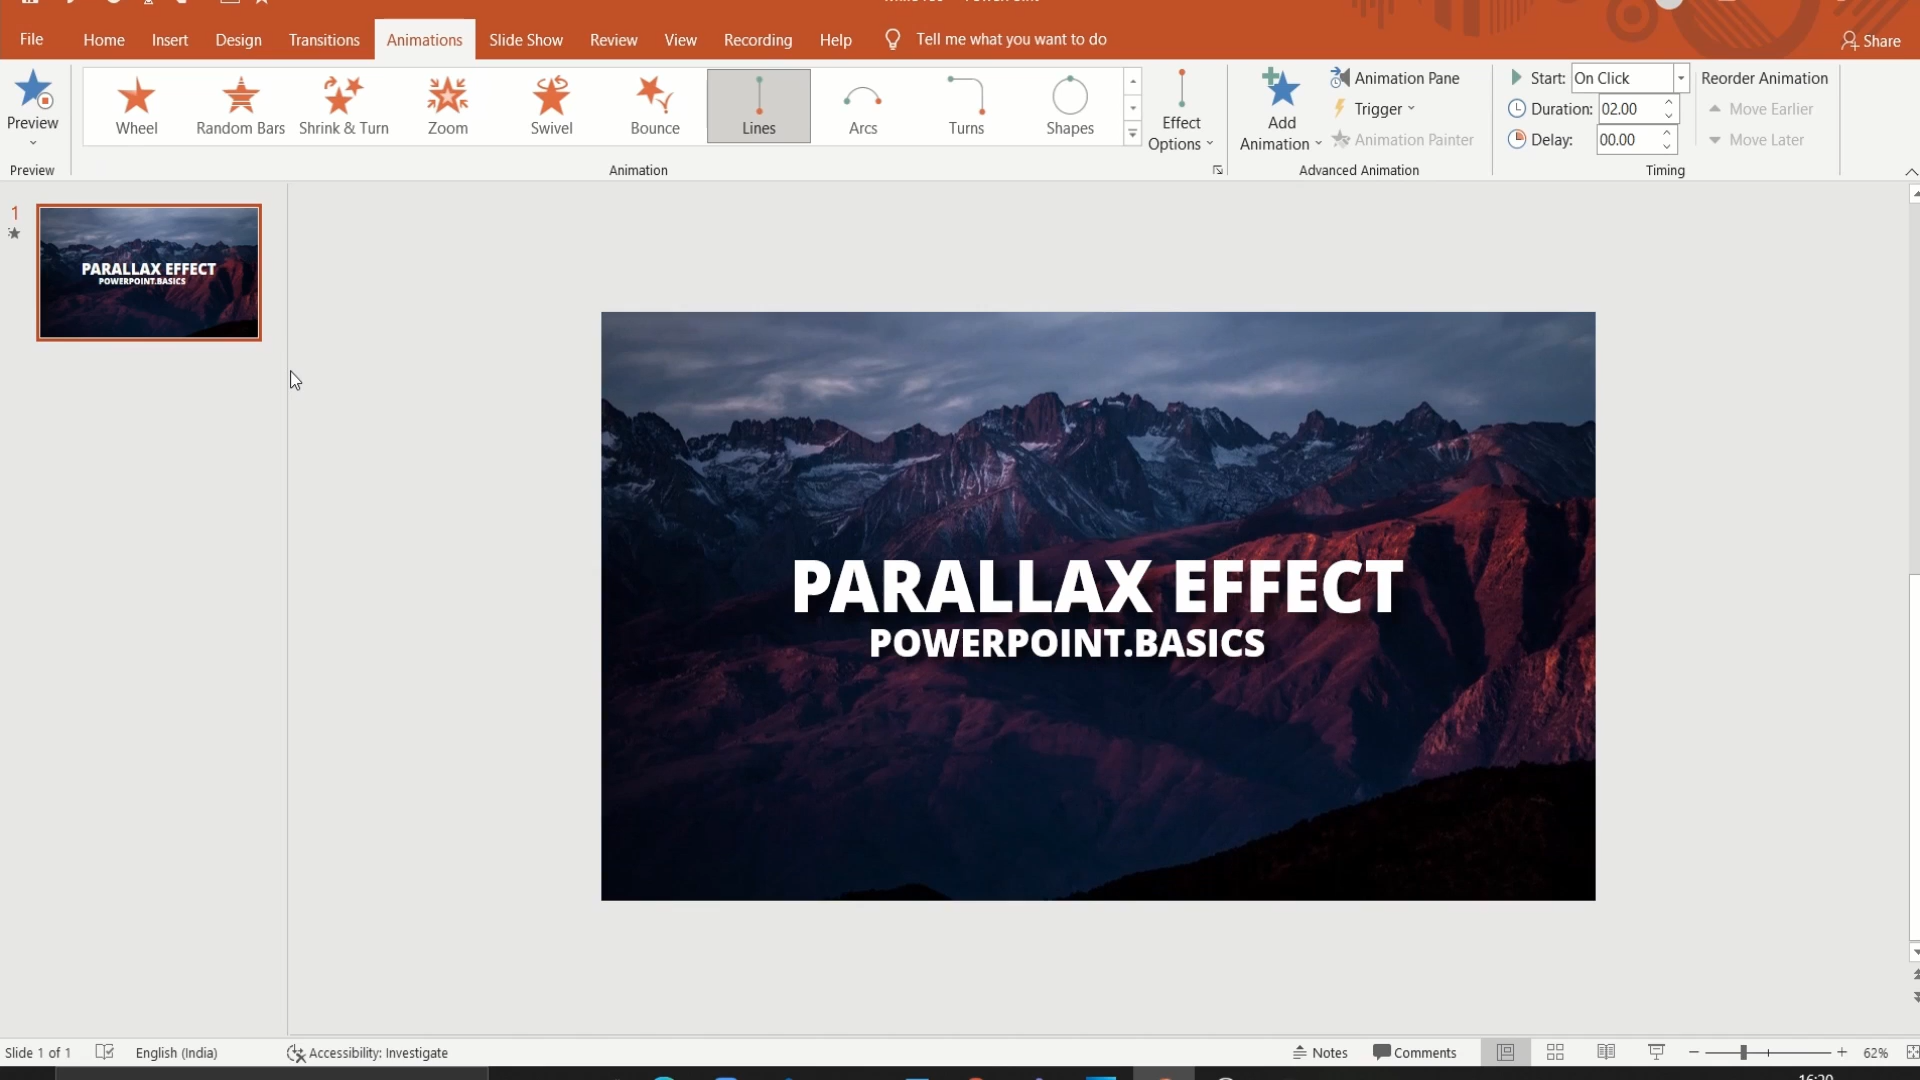 File Home Insert Design Transitions Animations Slide Show Review View Recording Help Tell me what you want to do Share
Preview
Wheel Random Bars Shrink & Turn Zoom Swivel Bounce Lines Arcs Turns Shapes
Effect Options
Add Animation
Animation Pane
Trigger
Animation Painter
Start: On Click
Duration: 02.00
Delay: 00.00
Reorder Animation
Move Earlier
Move Later
Preview Animation Advanced Animation Timing
1
PARALLAX EFFECT
POWERPOINT.BASICS
PARALLAX EFFECT
POWERPOINT.BASICS
Slide 1 of 1 English (India) Accessibility: Investigate Notes Comments 62%